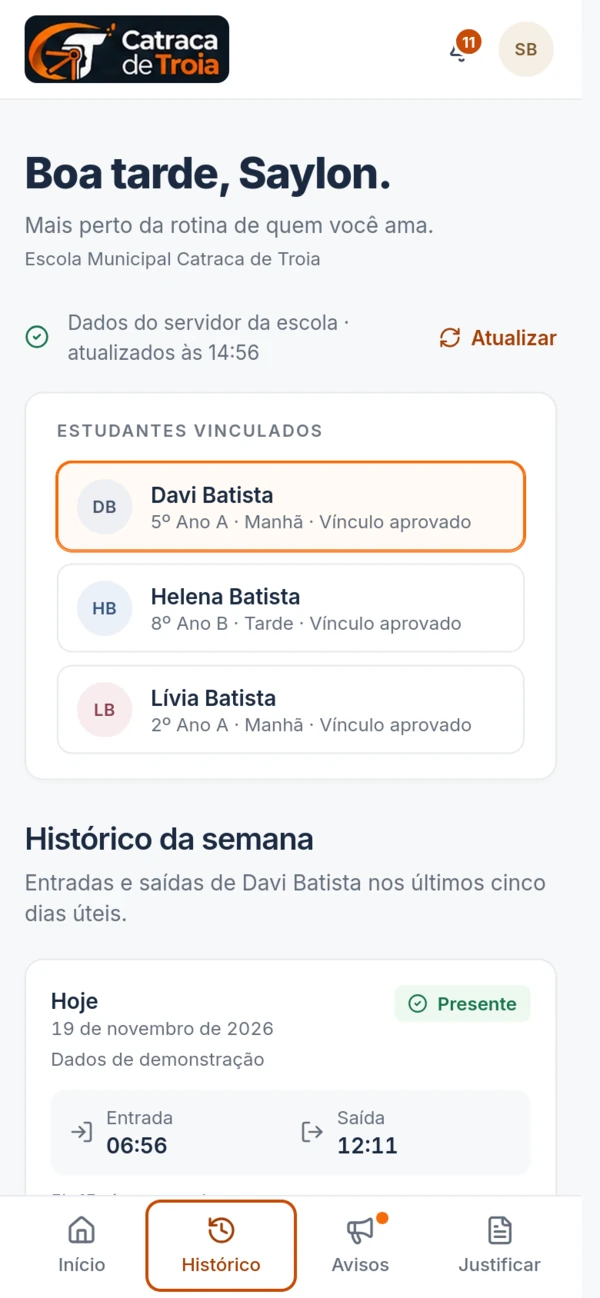 Catraca
de Troia
11
SB
Boa tarde, Saylon.
Mais perto da rotina de quem você ama.
Escola Municipal Catraca de Troia
Dados do servidor da escola ·
atualizados às 14:56
Atualizar
ESTUDANTES VINCULADOS
DB
Davi Batista
5º Ano A · Manhã · Vínculo aprovado
HB
Helena Batista
8º Ano B · Tarde · Vínculo aprovado
LB
Lívia Batista
2º Ano A · Manhã · Vínculo aprovado
Histórico da semana
Entradas e saídas de Davi Batista nos últimos cinco
dias úteis.
Hoje
Presente
19 de novembro de 2026
Dados de demonstração
Entrada
06:56
Saída
12:11
Início
Histórico
Avisos
Justificar